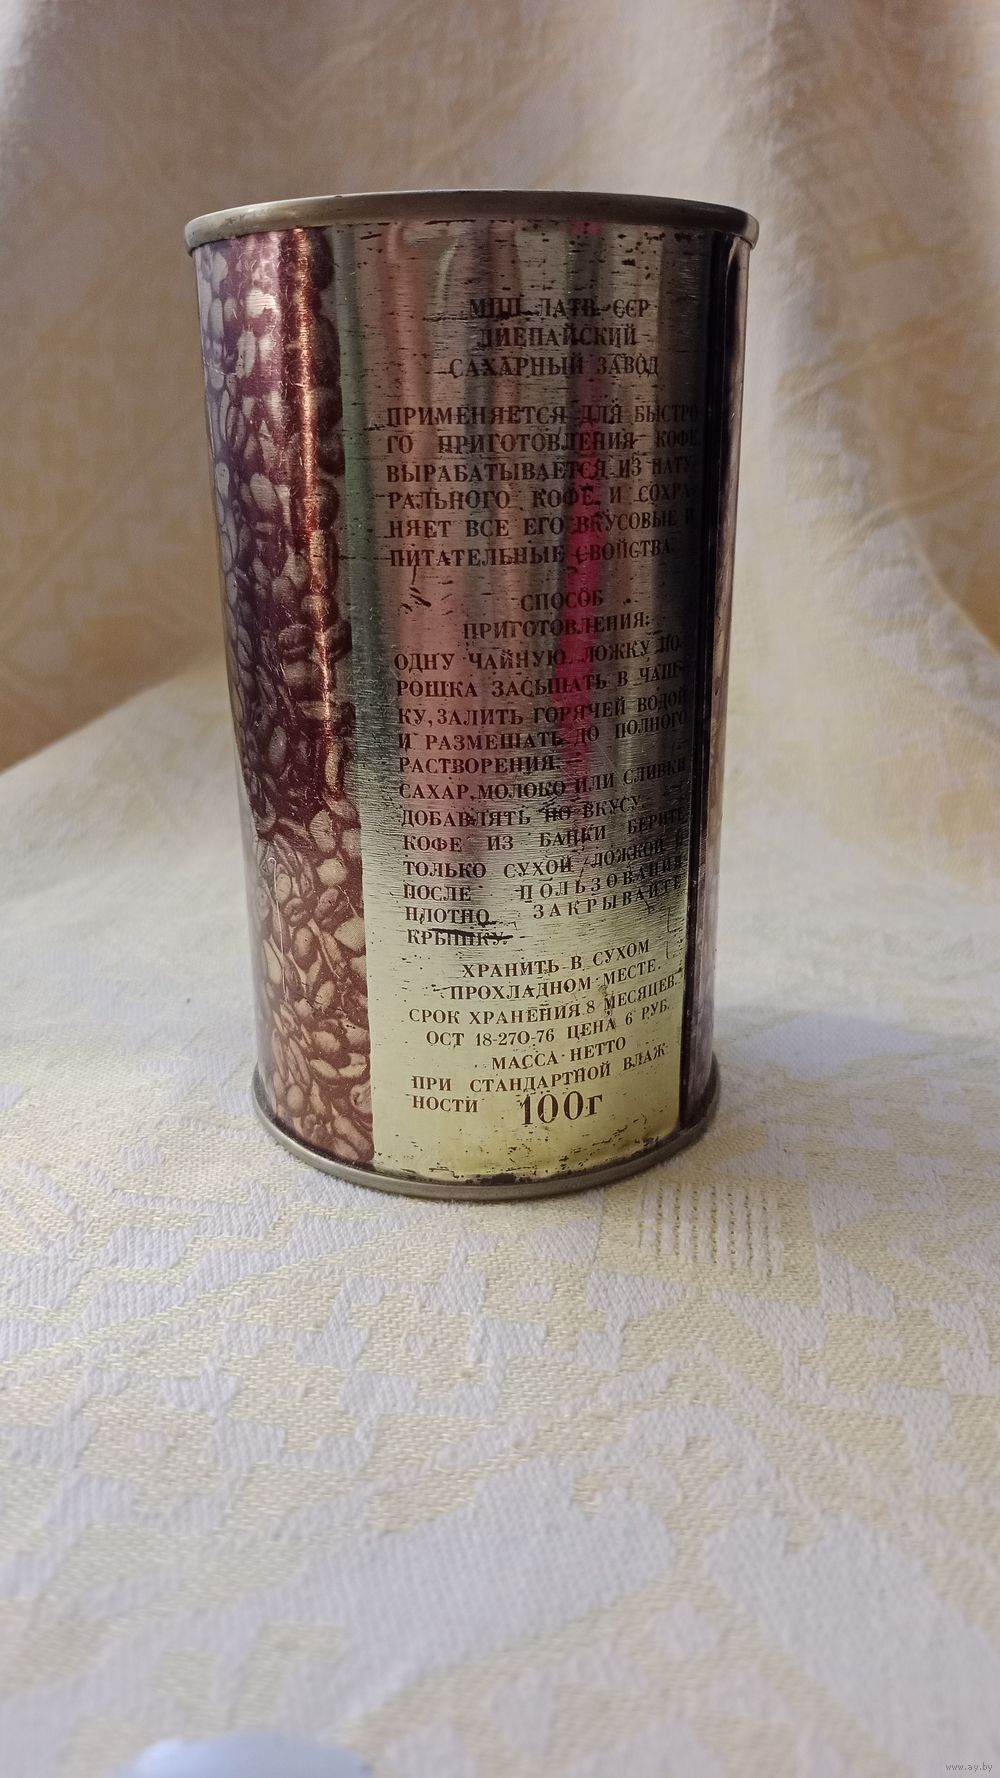 МПП ЛАТВ. ССР
ЛИЕПАЙСКИЙ
САХАРНЫЙ ЗАВОД
ПРИМЕНЯЕТСЯ ДЛЯ БЫСТРО
ГО ПРИГОТОВЛЕНИЯ КОФЕ.
ВЫРАБАТЫВАЕТСЯ ИЗ НАТУ
РАЛЬНОГО КОФЕ И СОХРА
НЯЕТ ВСЕ ЕГО ВКУСОВЫЕ И
ПИТАТЕЛЬНЫЕ СВОЙСТВА.
СПОСОБ
ПРИГОТОВЛЕНИЯ:
ОДНУ ЧАЙНУЮ ЛОЖКУ ПО-
РОШКА ЗАСЫПАТЬ В ЧАШ-
КУ, ЗАЛИТЬ ГОРЯЧЕЙ ВОДОЙ
И РАЗМЕШАТЬ ДО ПОЛНОГО
РАСТВОРЕНИЯ.
САХАР, МОЛОКО ИЛИ СЛИВКИ
ДОБАВЛЯТЬ ПО ВКУСУ.
КОФЕ ИЗ БАНКИ БЕРИТЕ
ТОЛЬКО СУХОЙ ЛОЖКОЙ И
ПОСЛЕ ПОЛЬЗОВАНИЯ
ПЛОТНО ЗАКРЫВАЙТЕ
КРЫШКУ.
ХРАНИТЬ В СУХОМ
ПРОХЛАДНОМ МЕСТЕ.
СРОК ХРАНЕНИЯ 8 МЕСЯЦЕВ.
ОСТ 18-270-76 ЦЕНА 6 РУБ.
МАССА НЕТТО
ПРИ СТАНДАРТНОЙ ВЛАЖ
НОСТИ 100г
www.ay.by